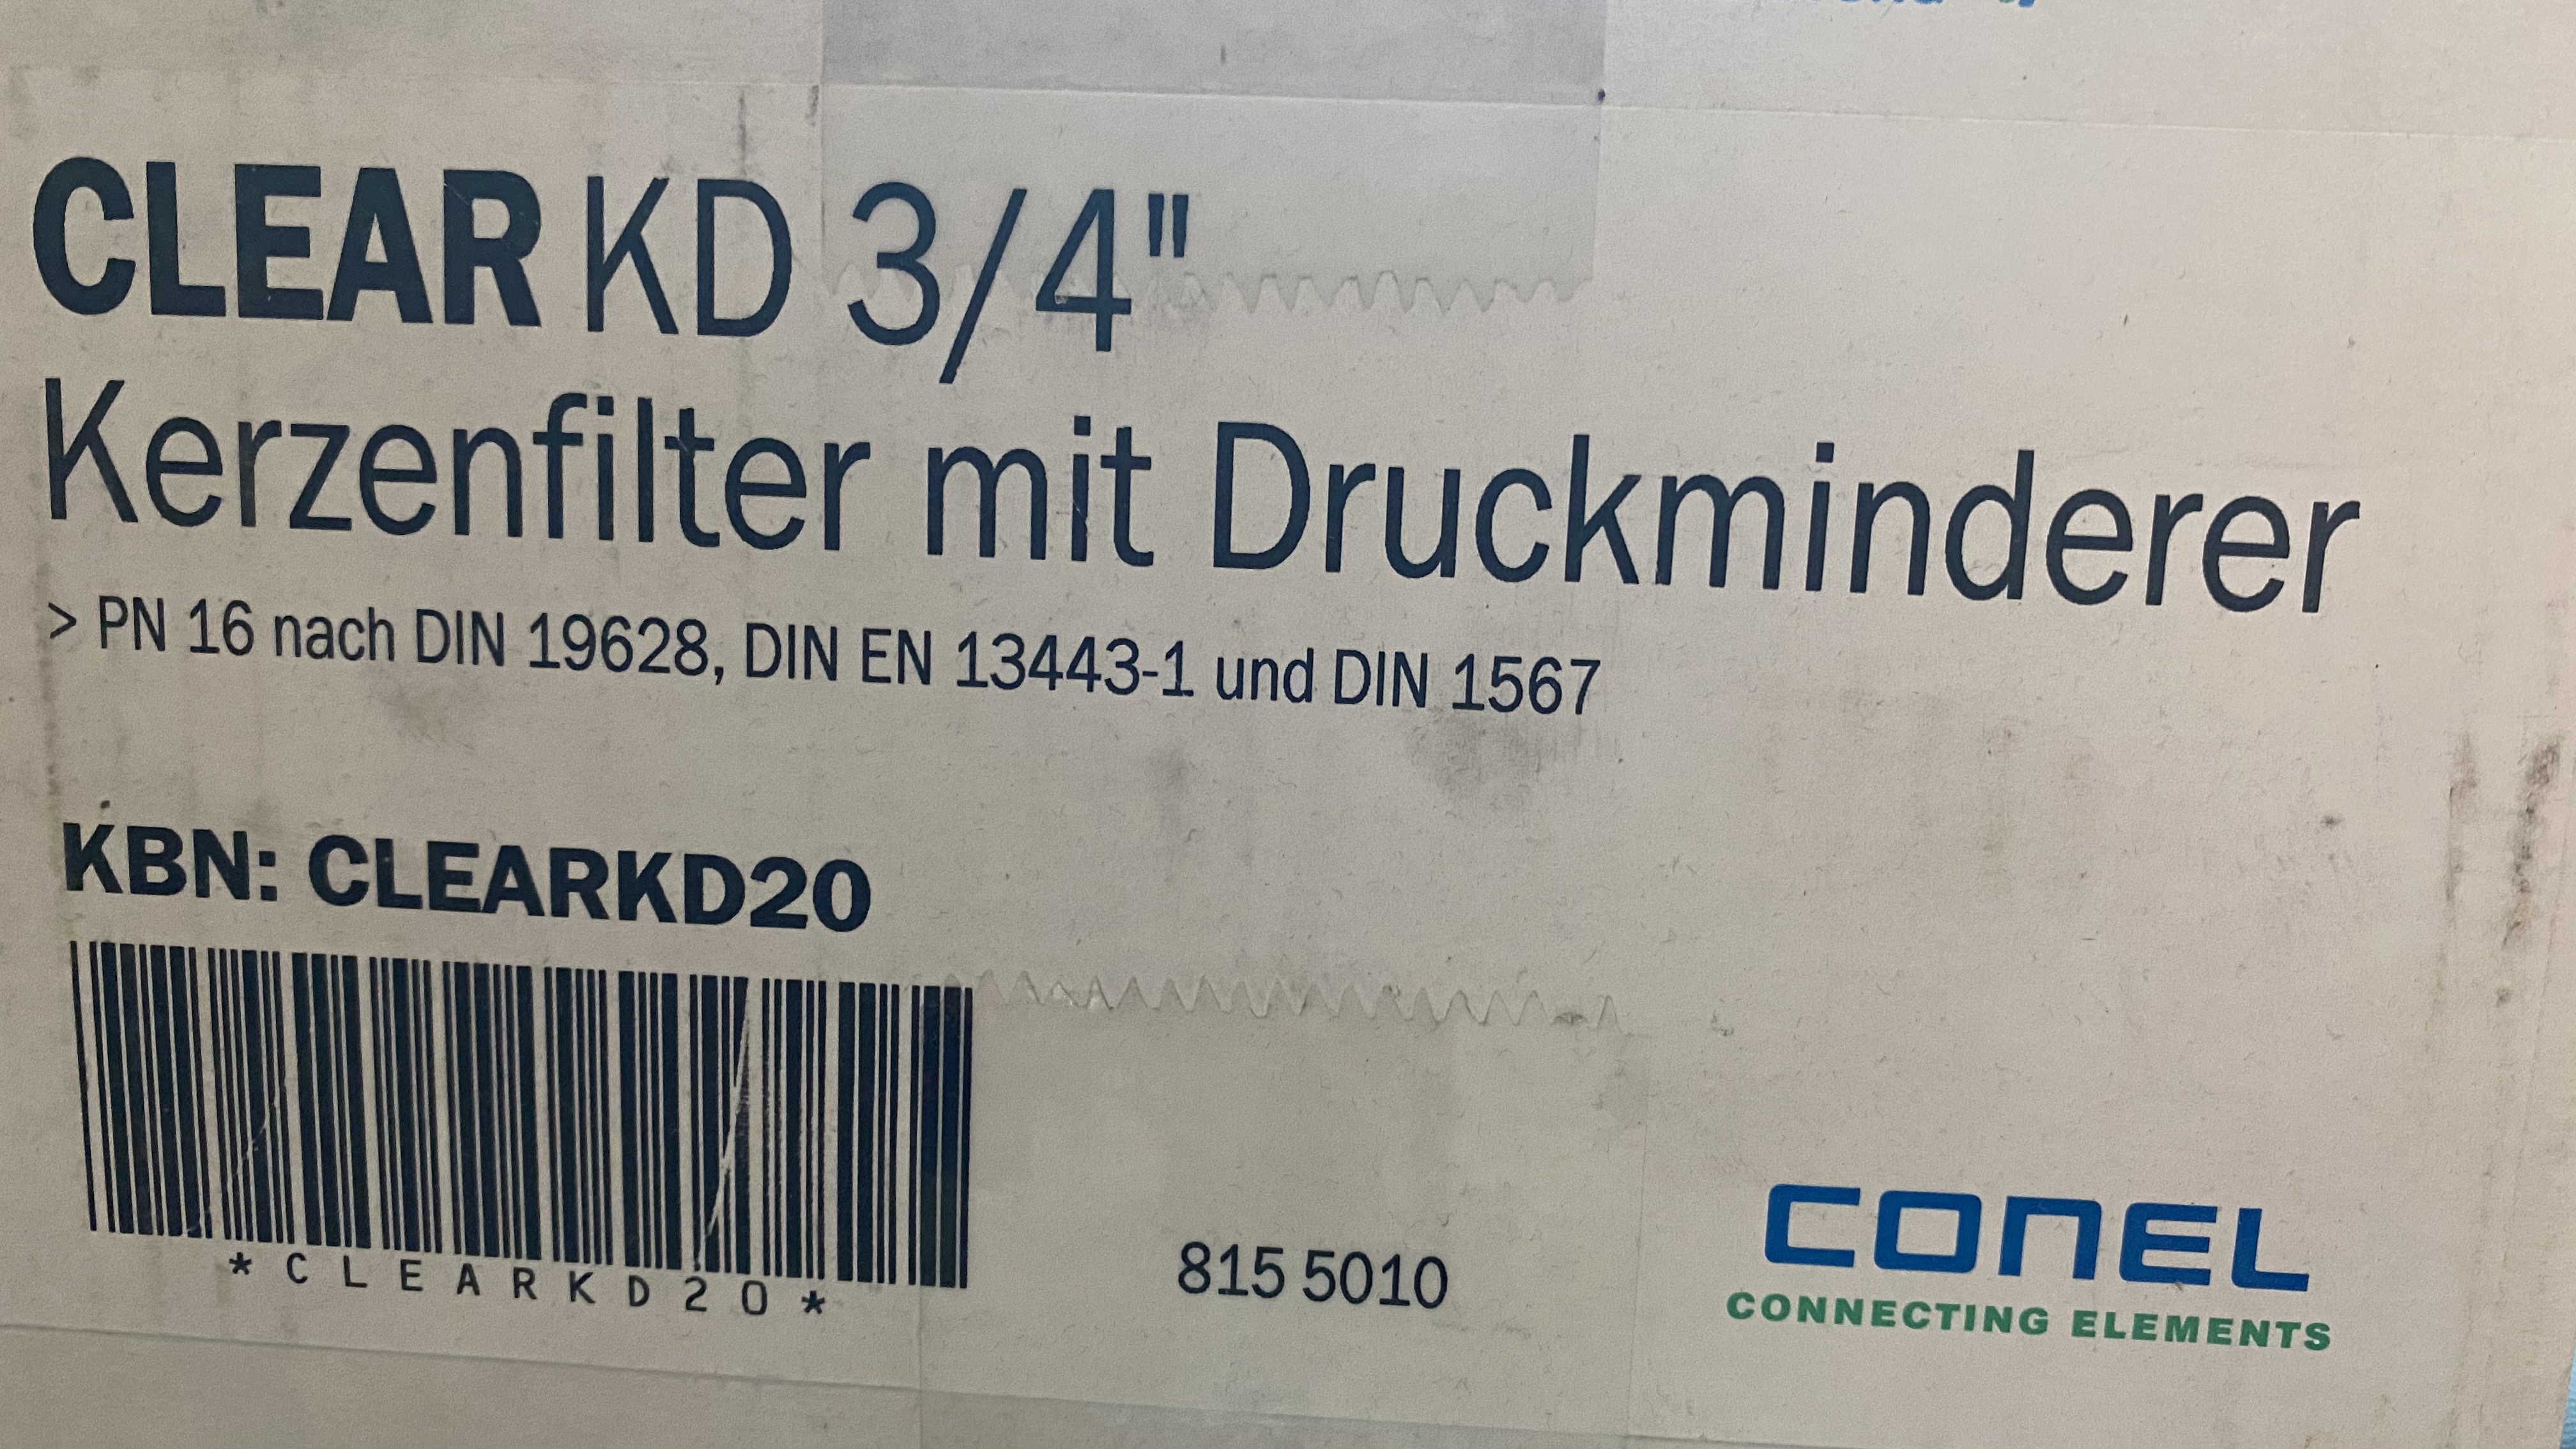 CLEAR KD 3/4"
Kerzenfilter mit Druckminderer
> PN 16 nach DIN 19628, DIN EN 13443-1 und DIN 1567
KBN: CLEARKD20
*CLEARKD20*
815 5010
CONEL
CONNECTING ELEMENTS